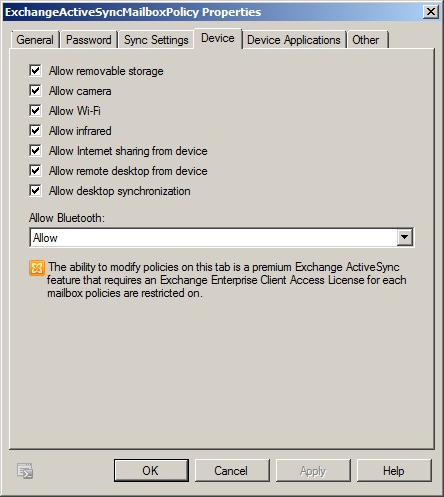 ExchangeActiveSyncMailboxPolicy Properties
General Password Sync Settings Device Device Applications Other
Allow removable storage
Allow camera
Allow Wi-Fi
Allow infrared
Allow Internet sharing from device
Allow remote desktop from device
Allow desktop synchronization
Allow Bluetooth:
Allow
The ability to modify policies on this tab is a premium Exchange ActiveSync
feature that requires an Exchange Enterprise Client Access License for each
mailbox policies are restricted on.
OK Cancel Apply Help